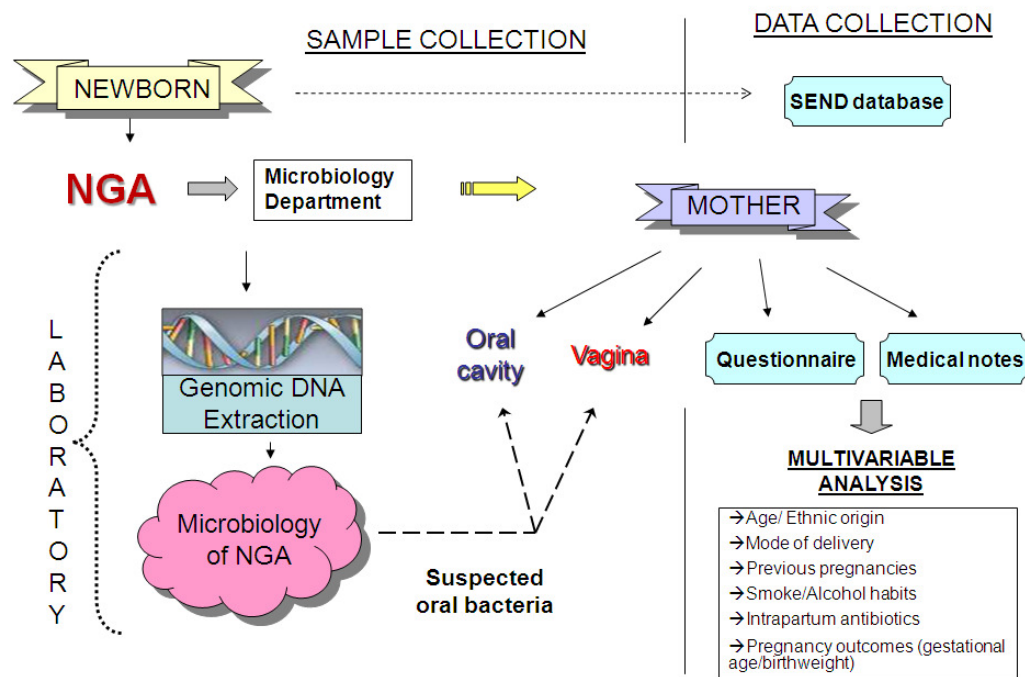 SAMPLE COLLECTION
DATA COLLECTION
NEWBORN
SEND database
NGA
Microbiology
Department
MOTHER
LABORATORY
Genomic DNA
Extraction
Oral
cavity
Vagina
Questionnaire
Medical notes
Microbiology
of NGA
Suspected
oral bacteria
MULTIVARIABLE
ANALYSIS
→Age/ Ethnic origin
→Mode of delivery
→Previous pregnancies
→Smoke/Alcohol habits
→Intrapartum antibiotics
→Pregnancy outcomes (gestational
age/birthweight)